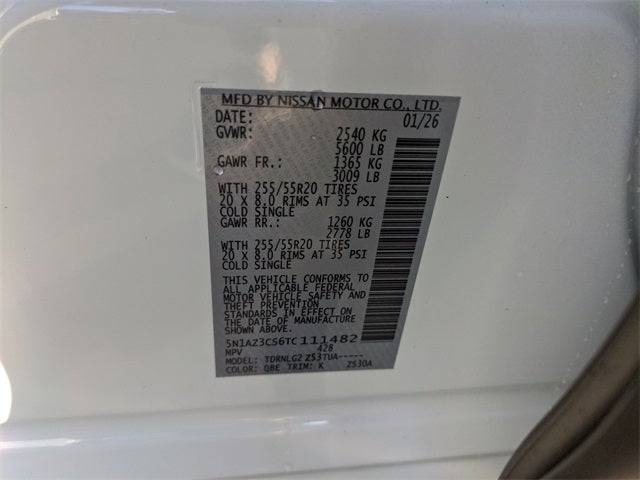 MFD BY NISSAN MOTOR CO., LTD.
DATE: 01/26
GVWR: 2540 KG
5600 LB
GAWR FR.: 1365 KG
3009 LB
WITH 255/55R20 TIRES
20 X 8.0 RIMS AT 35 PSI
COLD SINGLE
GAWR RR.: 1260 KG
2778 LB
WITH 255/55R20 TIRES
20 X 8.0 RIMS AT 35 PSI
COLD SINGLE
THIS VEHICLE CONFORMS TO
ALL APPLICABLE FEDERAL
MOTOR VEHICLE SAFETY AND
THEFT PREVENTION
STANDARDS IN EFFECT ON
THE DATE OF MANUFACTURE
SHOWN ABOVE.
5N1AZ3CS6TC111482
MPV 428
MODEL: TDRNLG2 Z53TUA-----
COLOR: QBE TRIM: K Z530A